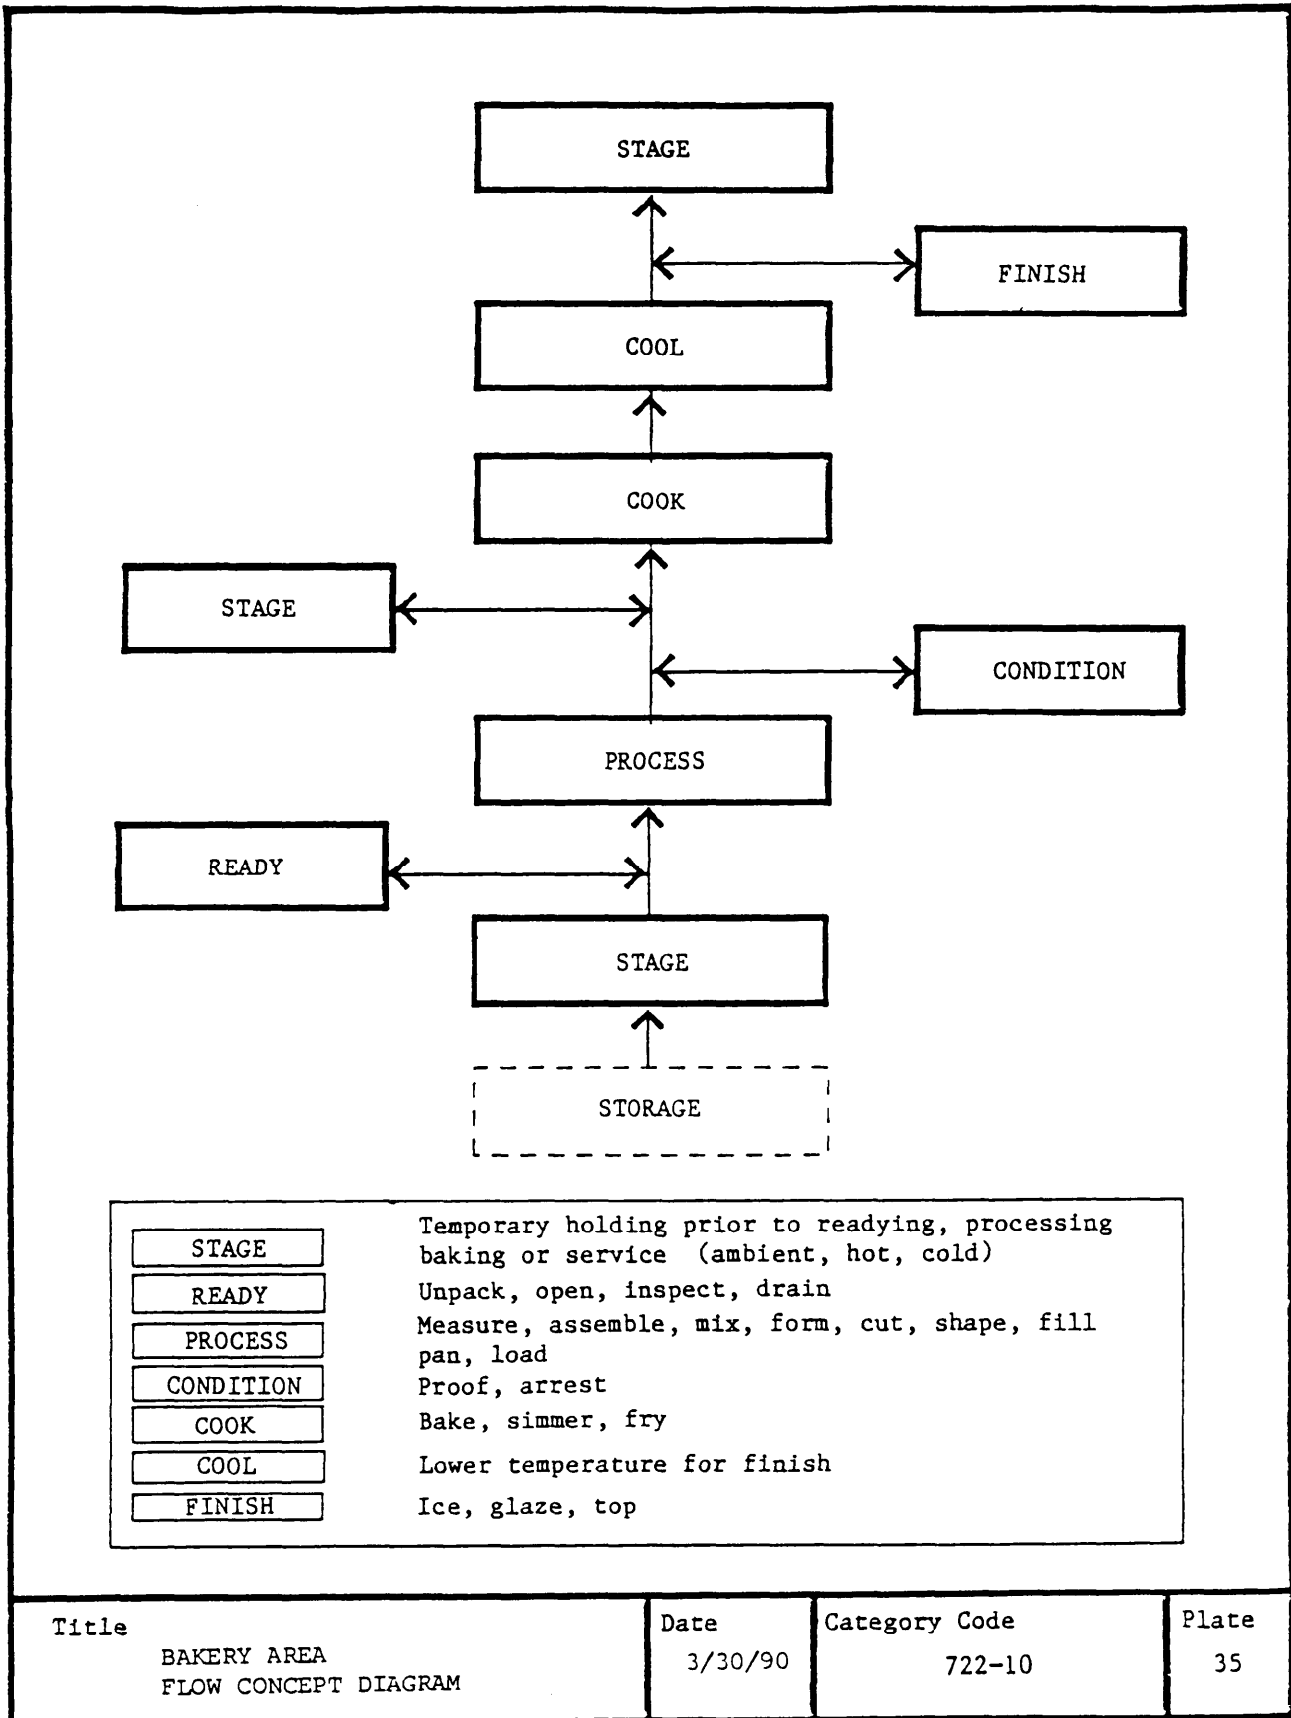 STAGE
FINISH
COOL
COOK
STAGE
CONDITION
PROCESS
READY
STAGE
STORAGE
STAGE
Temporary holding prior to readying, processing
baking or service (ambient, hot, cold)
READY
Unpack, open, inspect, drain
PROCESS
Measure, assemble, mix, form, cut, shape, fill
pan, load
CONDITION
Proof, arrest
COOK
Bake, simmer, fry
COOL
Lower temperature for finish
FINISH
Ice, glaze, top
Title
BAKERY AREA
FLOW CONCEPT DIAGRAM
Date
3/30/90
Category Code
722-10
Plate
35